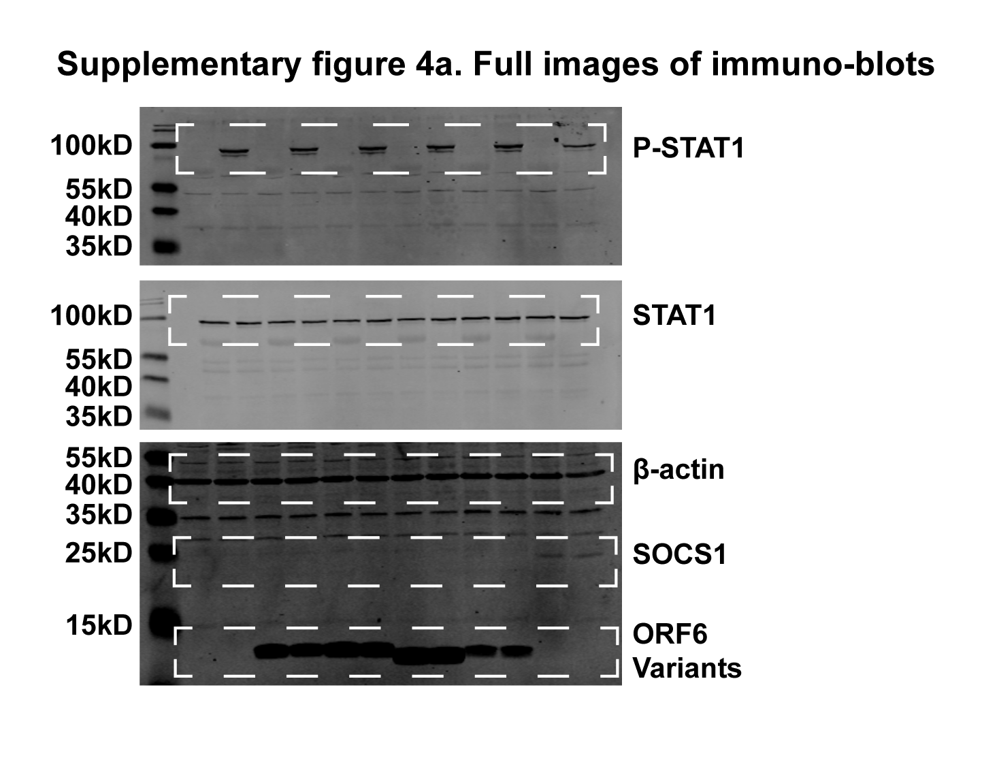 Supplementary figure 4a. Full images of immuno-blots
100kD
55kD
40kD
35kD
P-STAT1
100kD
55kD
40kD
35kD
STAT1
55kD
40kD
35kD
25kD
15kD
β-actin
SOCS1
ORF6
Variants